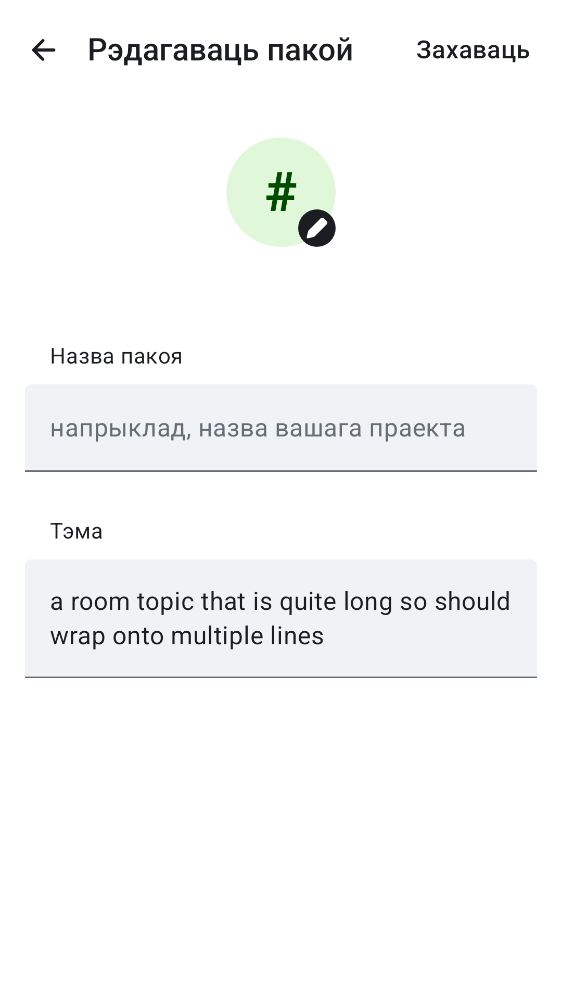 Рэдагаваць пакой
Захаваць
#
Назва пакоя
напрыклад, назва вашага праекта
Тэма
a room topic that is quite long so should
wrap onto multiple lines